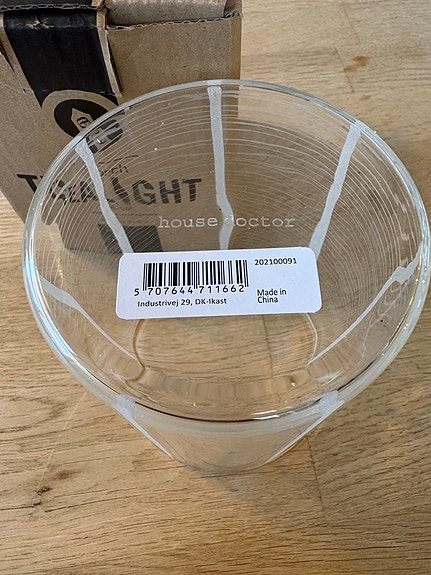 house doctor
202100091
5 707644 711662
Made in
China
Industrivej 29, DK-Ikast